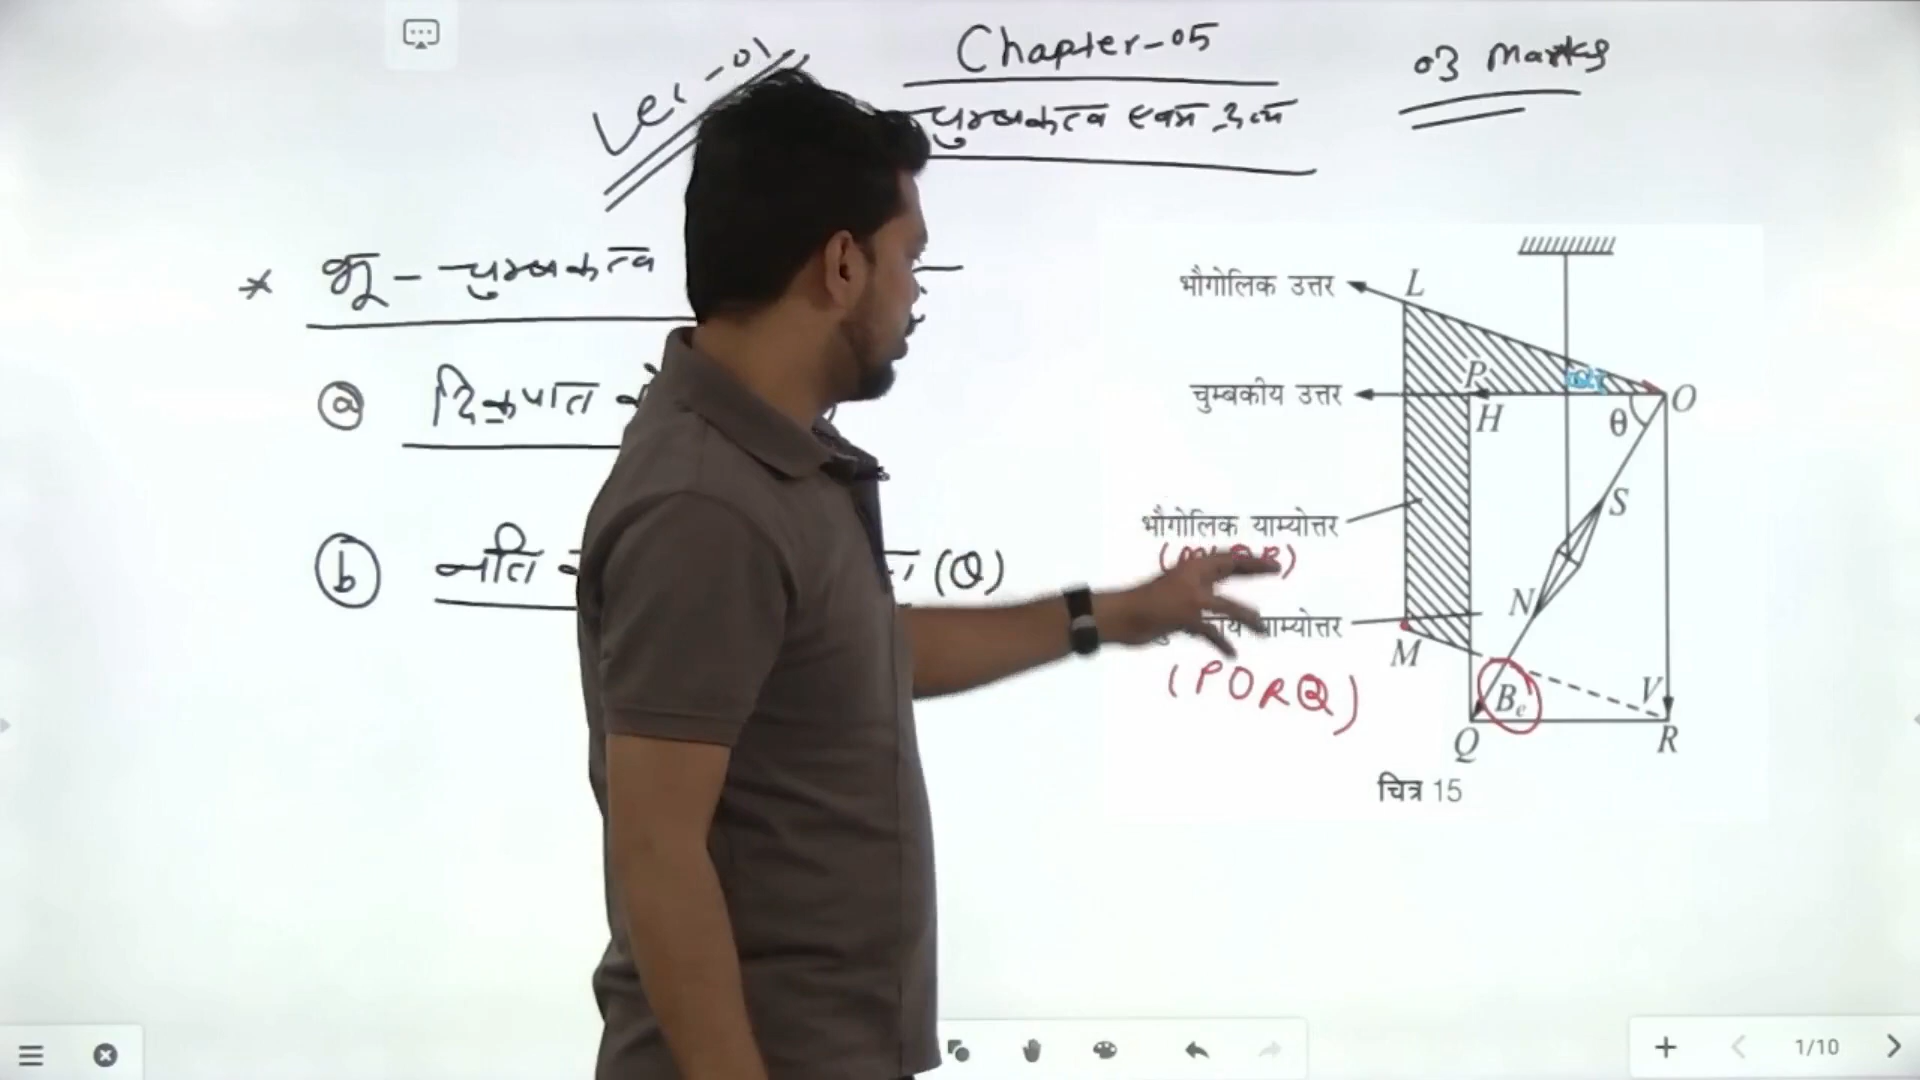 Lec-01
Chapter-05
03 Marks
चुम्बकत्व एवम द्रव्य
* भू-चुम्बकत्व
(a) दिकपात
(b) नति
(θ)
भौगोलिक उत्तर
L
चुम्बकीय उत्तर
P
H
α
O
θ
S
भौगोलिक याम्योत्तर
N
याम्योत्तर
(PORQ)
M
Be
V
Q
R
चित्र 15
1/10